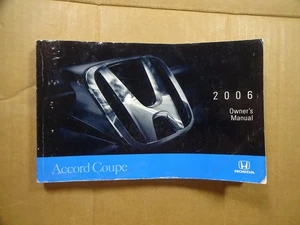 2006
Owner's
Manual
Accord Coupe
HONDA